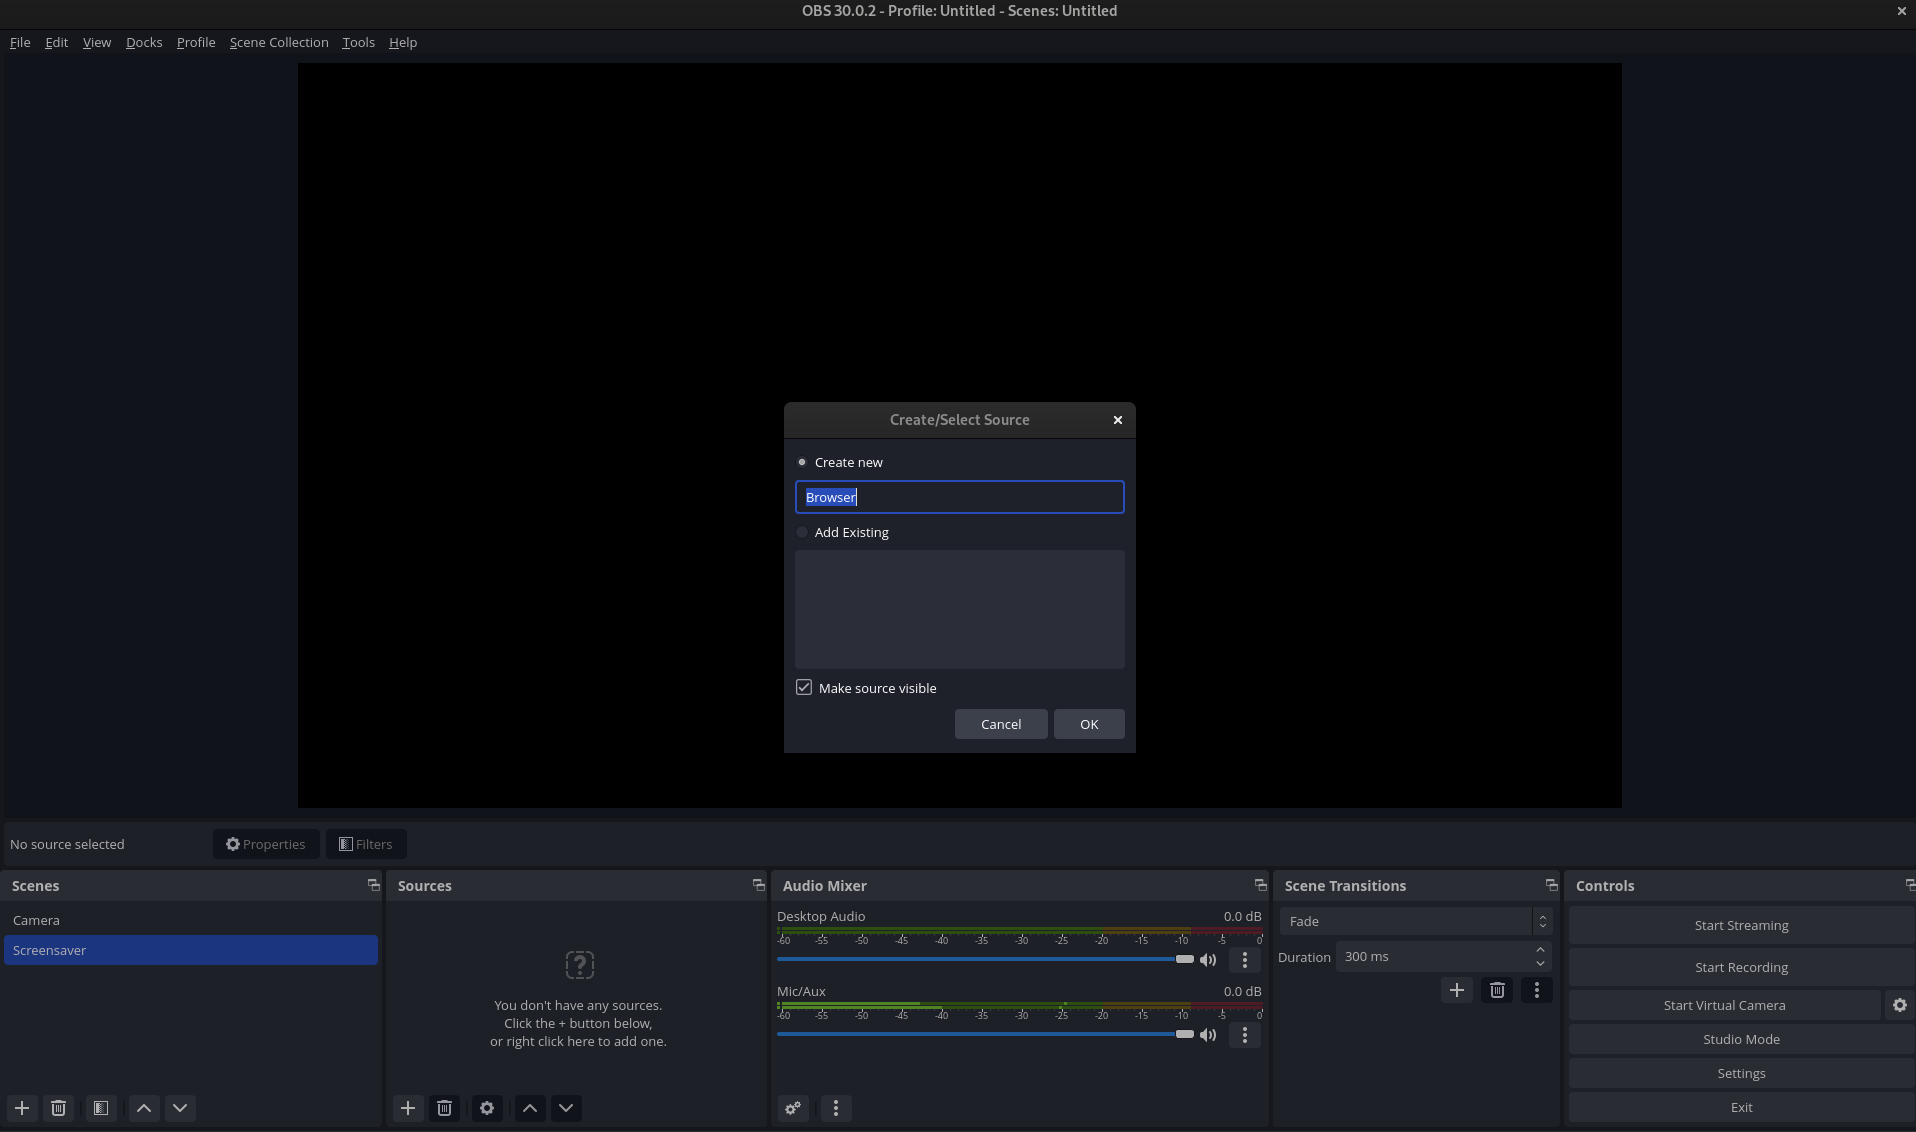 OBS 30.0.2 - Profile: Untitled - Scenes: Untitled
File Edit View Docks Profile Scene Collection Tools Help
Create/Select Source
Create new
Browser
Add Existing
Make source visible
Cancel OK
No source selected Properties Filters
Scenes
Camera
Screensaver
Sources
You don't have any sources.
Click the + button below,
or right click here to add one.
Audio Mixer
Desktop Audio 0.0 dB
-60 -55 -50 -45 -40 -35 -30 -25 -20 -15 -10 -5 0
Mic/Aux 0.0 dB
-60 -55 -50 -45 -40 -35 -30 -25 -20 -15 -10 -5 0
Scene Transitions
Fade
Duration 300 ms
Controls
Start Streaming
Start Recording
Start Virtual Camera
Studio Mode
Settings
Exit